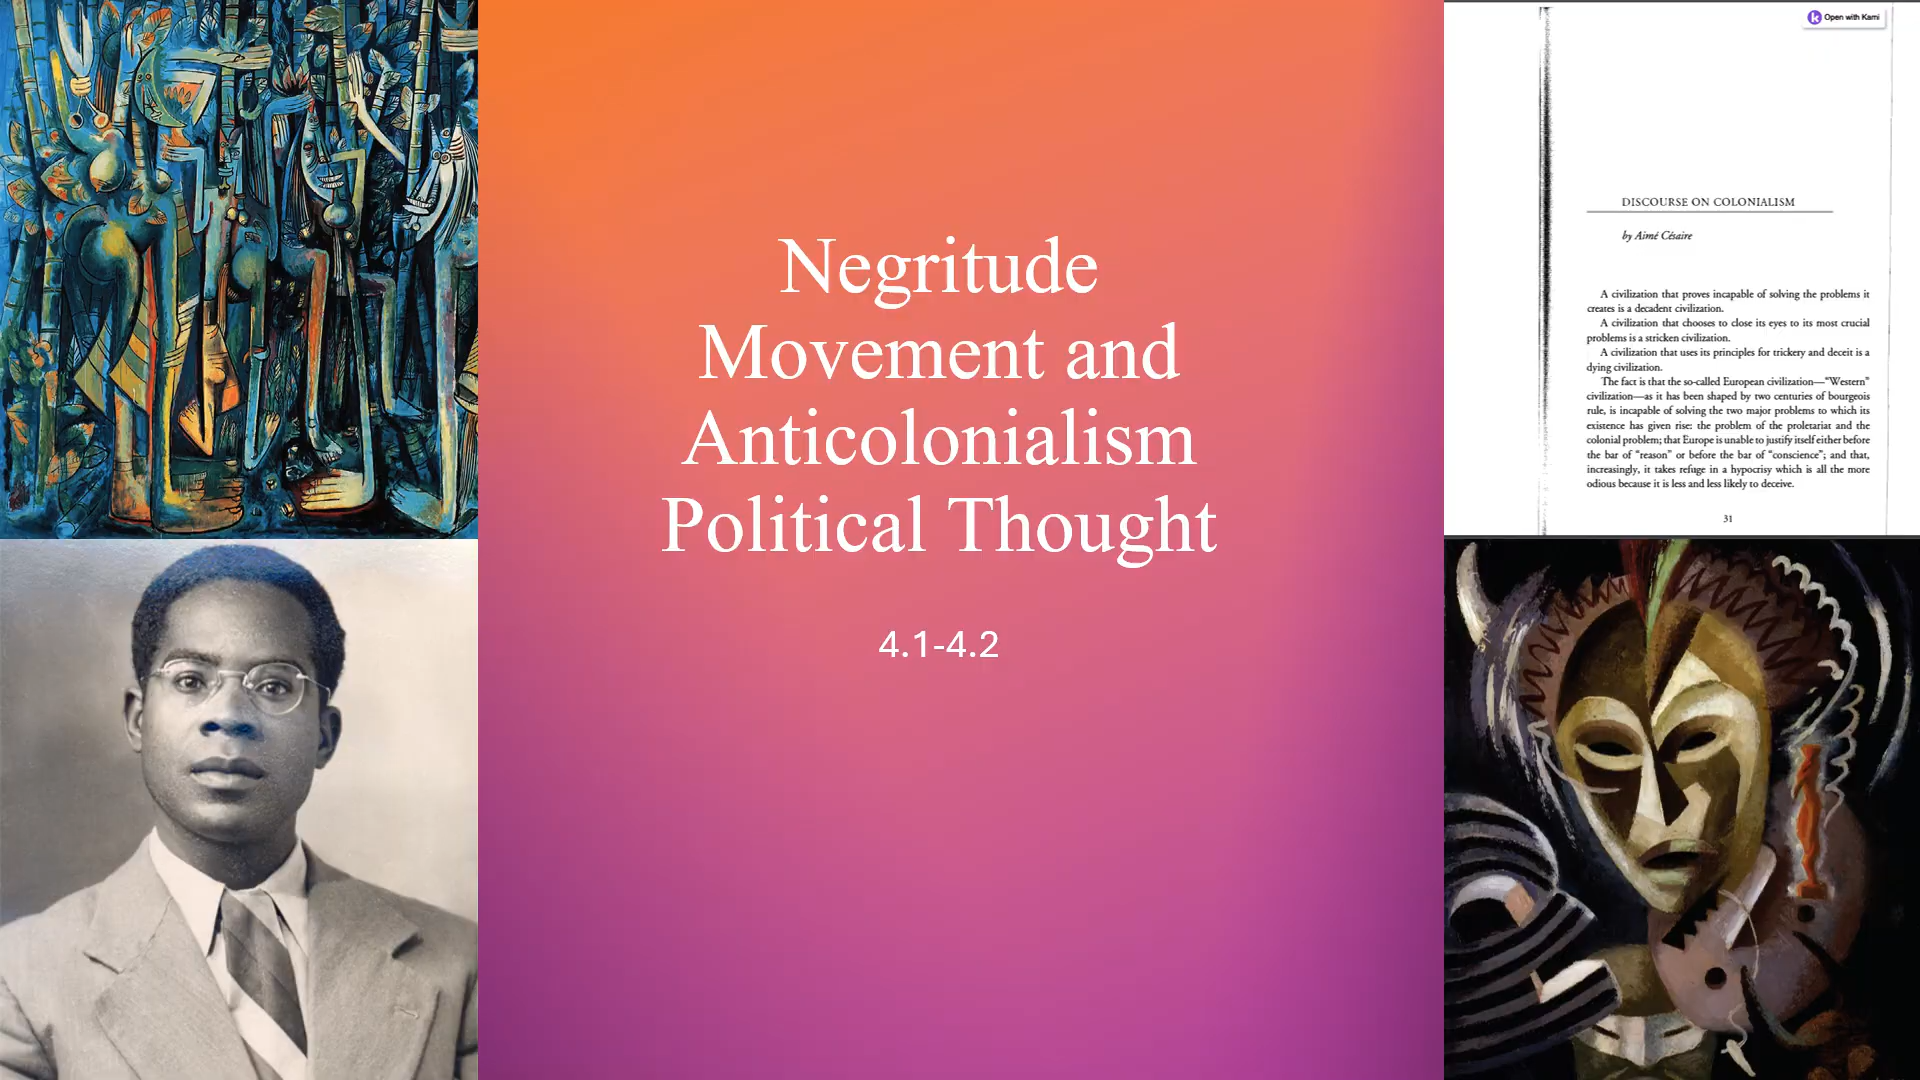 Negritude
Movement and
Anticolonialism
Political Thought
4.1-4.2
Open with Kami
DISCOURSE ON COLONIALISM
by Aimé Césaire
A civilization that proves incapable of solving the problems it
creates is a decadent civilization.
A civilization that chooses to close its eyes to its most crucial
problems is a stricken civilization.
A civilization that uses its principles for trickery and deceit is a
dying civilization.
The fact is that the so-called European civilization—"Western"
civilization—as it has been shaped by two centuries of bourgeois
rule, is incapable of solving the two major problems to which its
existence has given rise: the problem of the proletariat and the
colonial problem; that Europe is unable to justify itself either before
the bar of "reason" or before the bar of "conscience"; and that,
increasingly, it takes refuge in a hypocrisy which is all the more
odious because it is less and less likely to deceive.
31